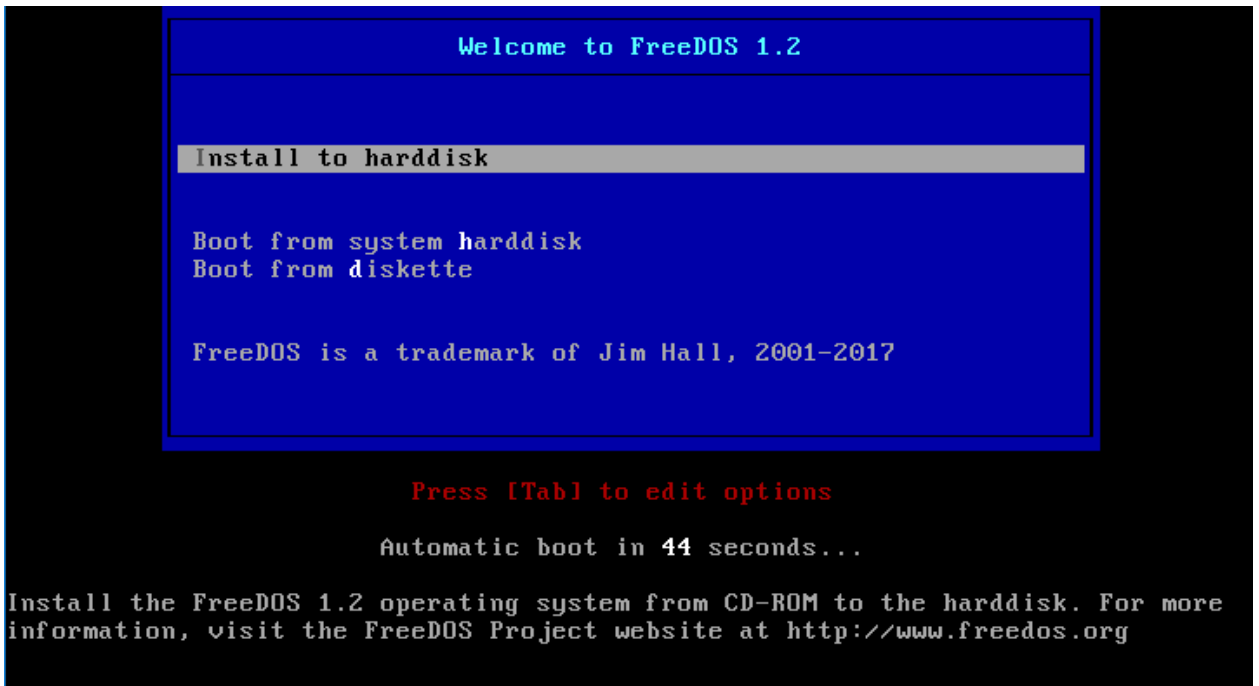 Welcome to FreeDOS 1.2
Install to harddisk
Boot from system harddisk
Boot from diskette
FreeDOS is a trademark of Jim Hall, 2001-2017
Press [Tab] to edit options
Automatic boot in 44 seconds...
Install the FreeDOS 1.2 operating system from CD-ROM to the harddisk. For more
information, visit the FreeDOS Project website at http://www.freedos.org